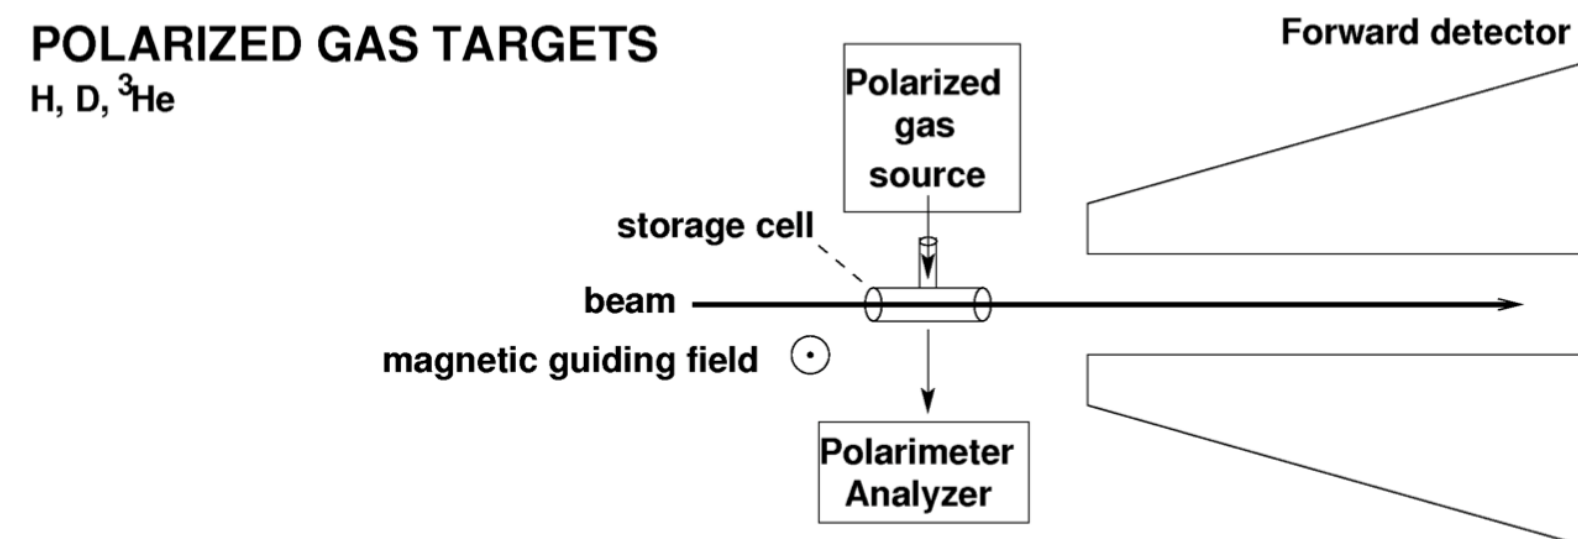 POLARIZED GAS TARGETS
H, D, ³He
Forward detector
Polarized
gas
source
storage cell
beam
magnetic guiding field
Polarimeter
Analyzer